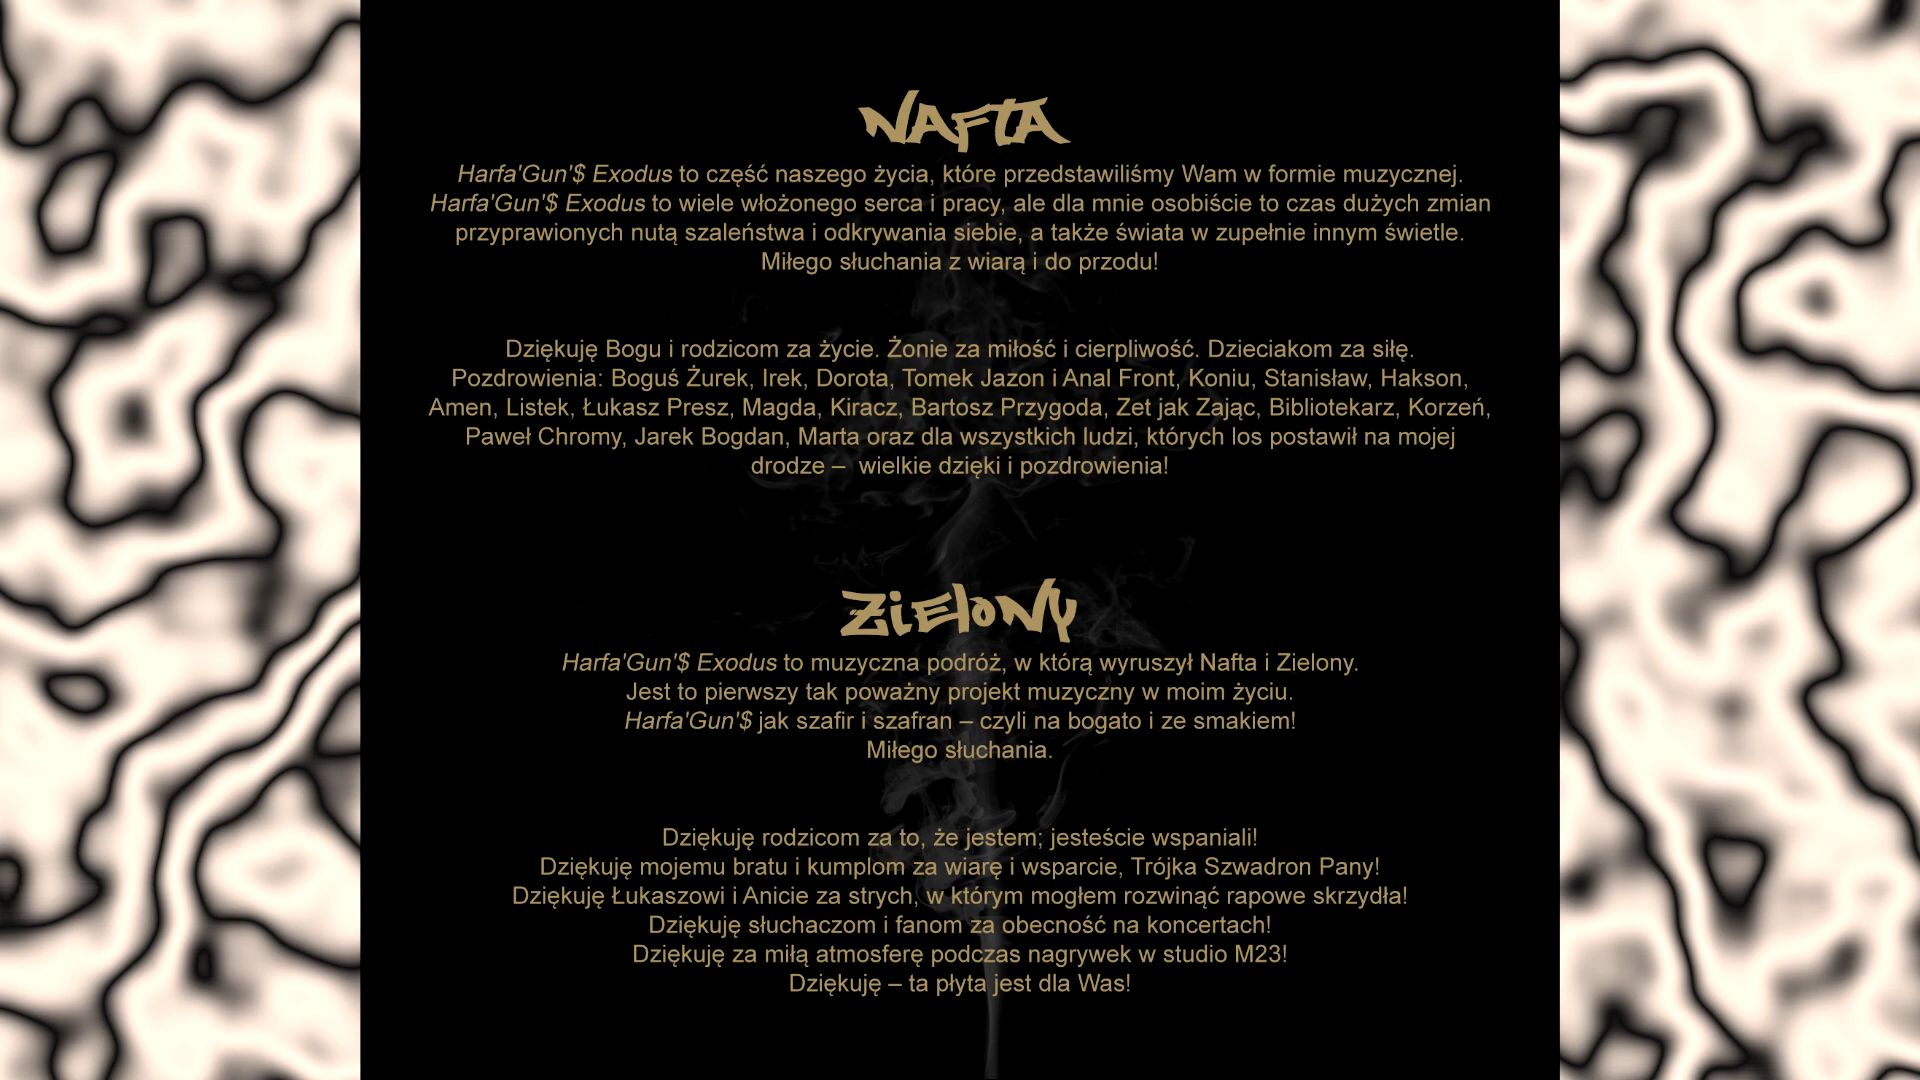 NAFTA
Harfa'Gun'$ Exodus to część naszego życia, które przedstawiliśmy Wam w formie muzycznej.
Harfa'Gun'$ Exodus to wiele włożonego serca i pracy, ale dla mnie osobiście to czas dużych zmian
przyprawionych nutą szaleństwa i odkrywania siebie, a także świata w zupełnie innym świetle.
Miłego słuchania z wiarą i do przodu!
Dziękuję Bogu i rodzicom za życie. Żonie za miłość i cierpliwość. Dzieciakom za siłę.
Pozdrowienia: Boguś Żurek, Irek, Dorota, Tomek Jazon i Anal Front, Koniu, Stanisław, Hakson,
Amen, Listek, Łukasz Presz, Magda, Kiracz, Bartosz Przygoda, Zet jak Zając, Bibliotekarz, Korzeń,
Paweł Chromy, Jarek Bogdan, Marta oraz dla wszystkich ludzi, których los postawił na mojej
drodze –  wielkie dzięki i pozdrowienia!
ZiEloNy
Harfa'Gun'$ Exodus to muzyczna podróż, w którą wyruszył Nafta i Zielony.
Jest to pierwszy tak poważny projekt muzyczny w moim życiu.
Harfa'Gun'$ jak szafir i szafran – czyli na bogato i ze smakiem!
Miłego słuchania.
Dziękuję rodzicom za to, że jestem; jesteście wspaniali!
Dziękuję mojemu bratu i kumplom za wiarę i wsparcie, Trójka Szwadron Pany!
Dziękuję Łukaszowi i Anicie za strych, w którym mogłem rozwinąć rapowe skrzydła!
Dziękuję słuchaczom i fanom za obecność na koncertach!
Dziękuję za miłą atmosferę podczas nagrywek w studio M23!
Dziękuję – ta płyta jest dla Was!